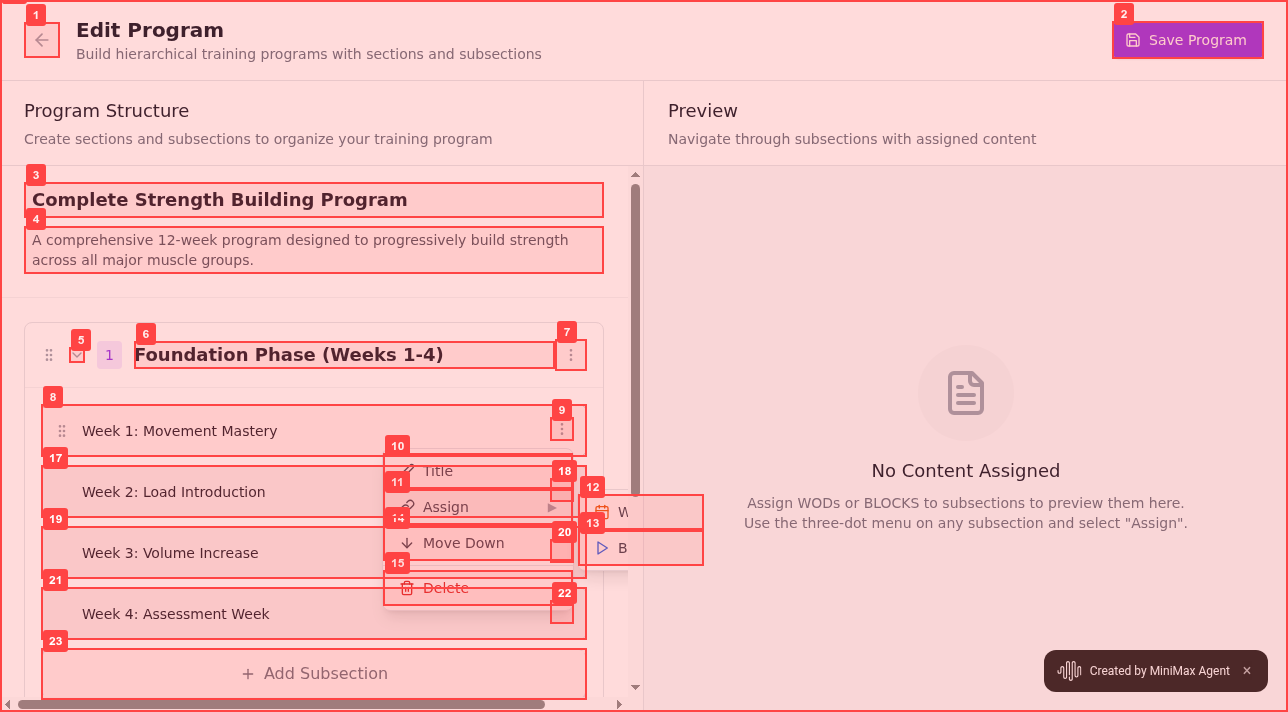 1
Edit Program
Build hierarchical training programs with sections and subsections
2
Save Program
Program Structure
Create sections and subsections to organize your training program
Preview
Navigate through subsections with assigned content
3
Complete Strength Building Program
4
A comprehensive 12-week program designed to progressively build strength
across all major muscle groups.
5
6
7
1
Foundation Phase (Weeks 1-4)
8
9
Week 1: Movement Mastery
10
Title
17
18
11
12
Week 2: Load Introduction
Assign
W
19
14
13
20
Week 3: Volume Increase
Move Down
B
15
21
Delete
22
Week 4: Assessment Week
23
Add Subsection
No Content Assigned
Assign WODs or BLOCKS to subsections to preview them here.
Use the three-dot menu on any subsection and select "Assign".
Created by MiniMax Agent ×